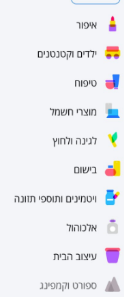 איפור
ילדים וקטנטנים
טיפוח
מוצרי חשמל
לגינה ולחוץ
בישום
ויטמינים ותוספי תזונה
אלכוהול
עיצוב הבית
ספורט וקמפינג